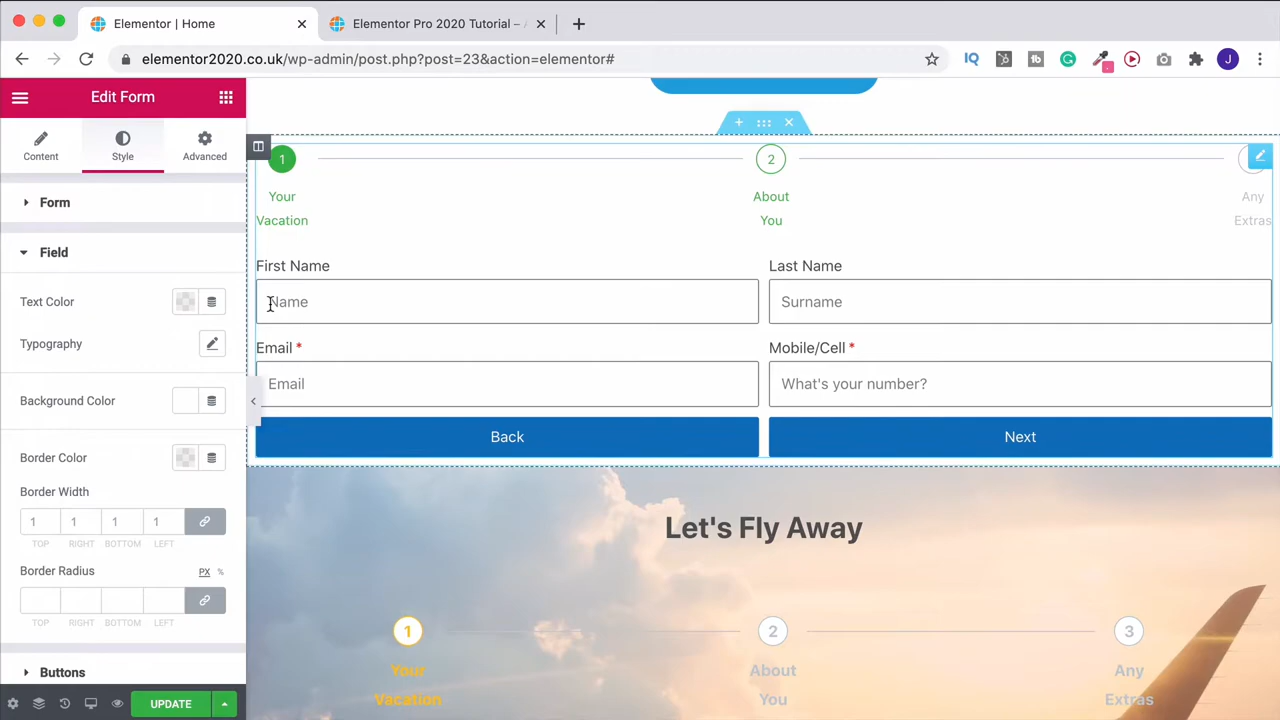 Elementor | Home
Elementor Pro 2020 Tutorial –
elementor2020.co.uk/wp-admin/post.php?post=23&action=elementor#
IQ
tb
G
J
Edit Form
Content
Style
Advanced
Form
Field
Text Color
Typography
Background Color
Border Color
Border Width
1 1 1 1
TOP RIGHT BOTTOM LEFT
Border Radius PX %
TOP RIGHT BOTTOM LEFT
Buttons
UPDATE
1 2
Your About Any
Vacation You Extras
First Name Last Name
Name Surname
Email * Mobile/Cell *
Email What's your number?
Back Next
Let's Fly Away
1 2 3
Your About Any
Vacation You Extras